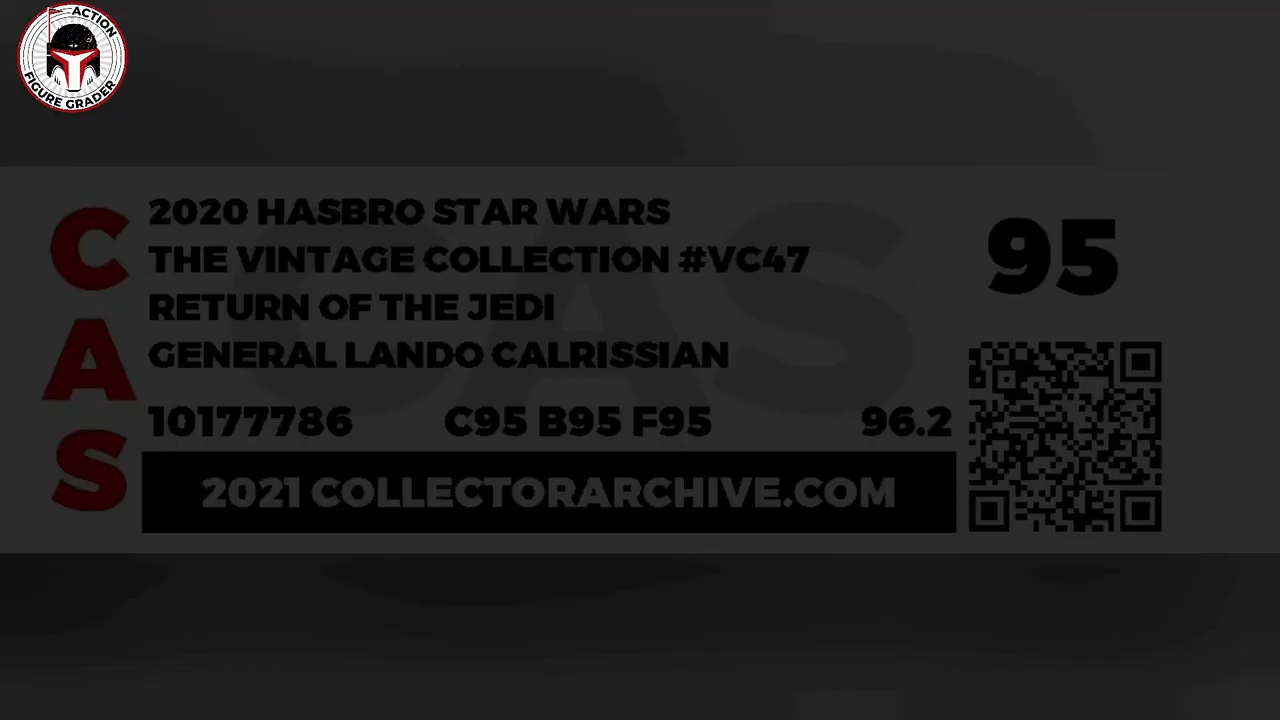 ACTION
FIGURE GRADER
C
A
S
2020 HASBRO STAR WARS
THE VINTAGE COLLECTION #VC47
RETURN OF THE JEDI
GENERAL LANDO CALRISSIAN
10177786 C95 B95 F95 96.2
2021 COLLECTORARCHIVE.COM
95
CAS